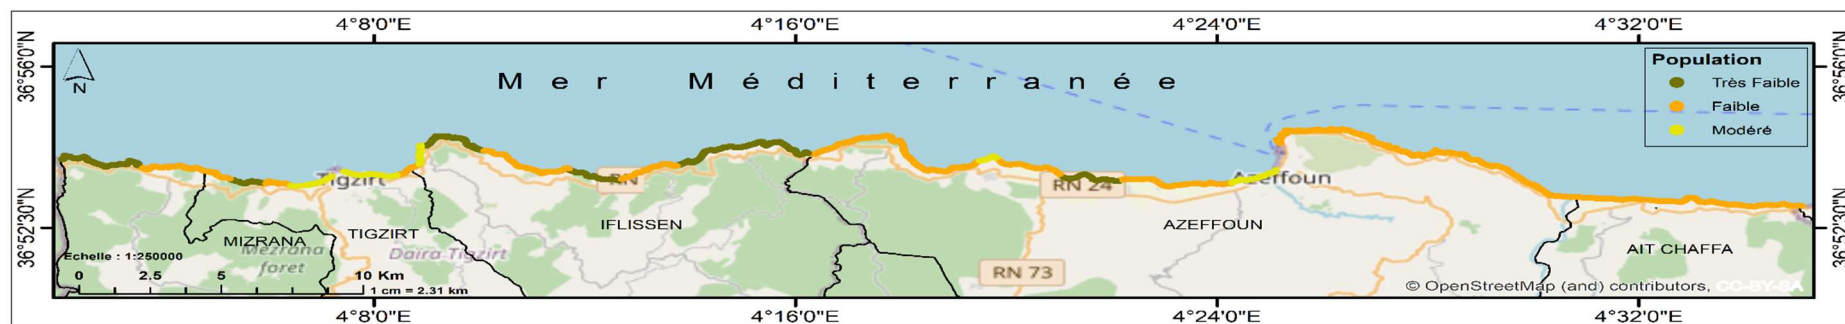 4°8'0"E 4°16'0"E 4°24'0"E 4°32'0"E
36°56'0"N 36°56'0"N
Mer Méditerranée
Population
Très Faible
Faible
Modéré
N
Tigzirt
RN
RN 24
Azeffoun
36°52'30"N 36°52'30"N
MIZRANA TIGZIRT IFLISSEN AZEFFOUN AIT CHAFFA
Mezrana
foret
Daïra Tigzirt
RN 73
Echelle : 1:250000
0 2.5 5 10 Km
1 cm = 2.31 km
© OpenStreetMap (and) contributors, CC-BY-SA
4°8'0"E 4°16'0"E 4°24'0"E 4°32'0"E